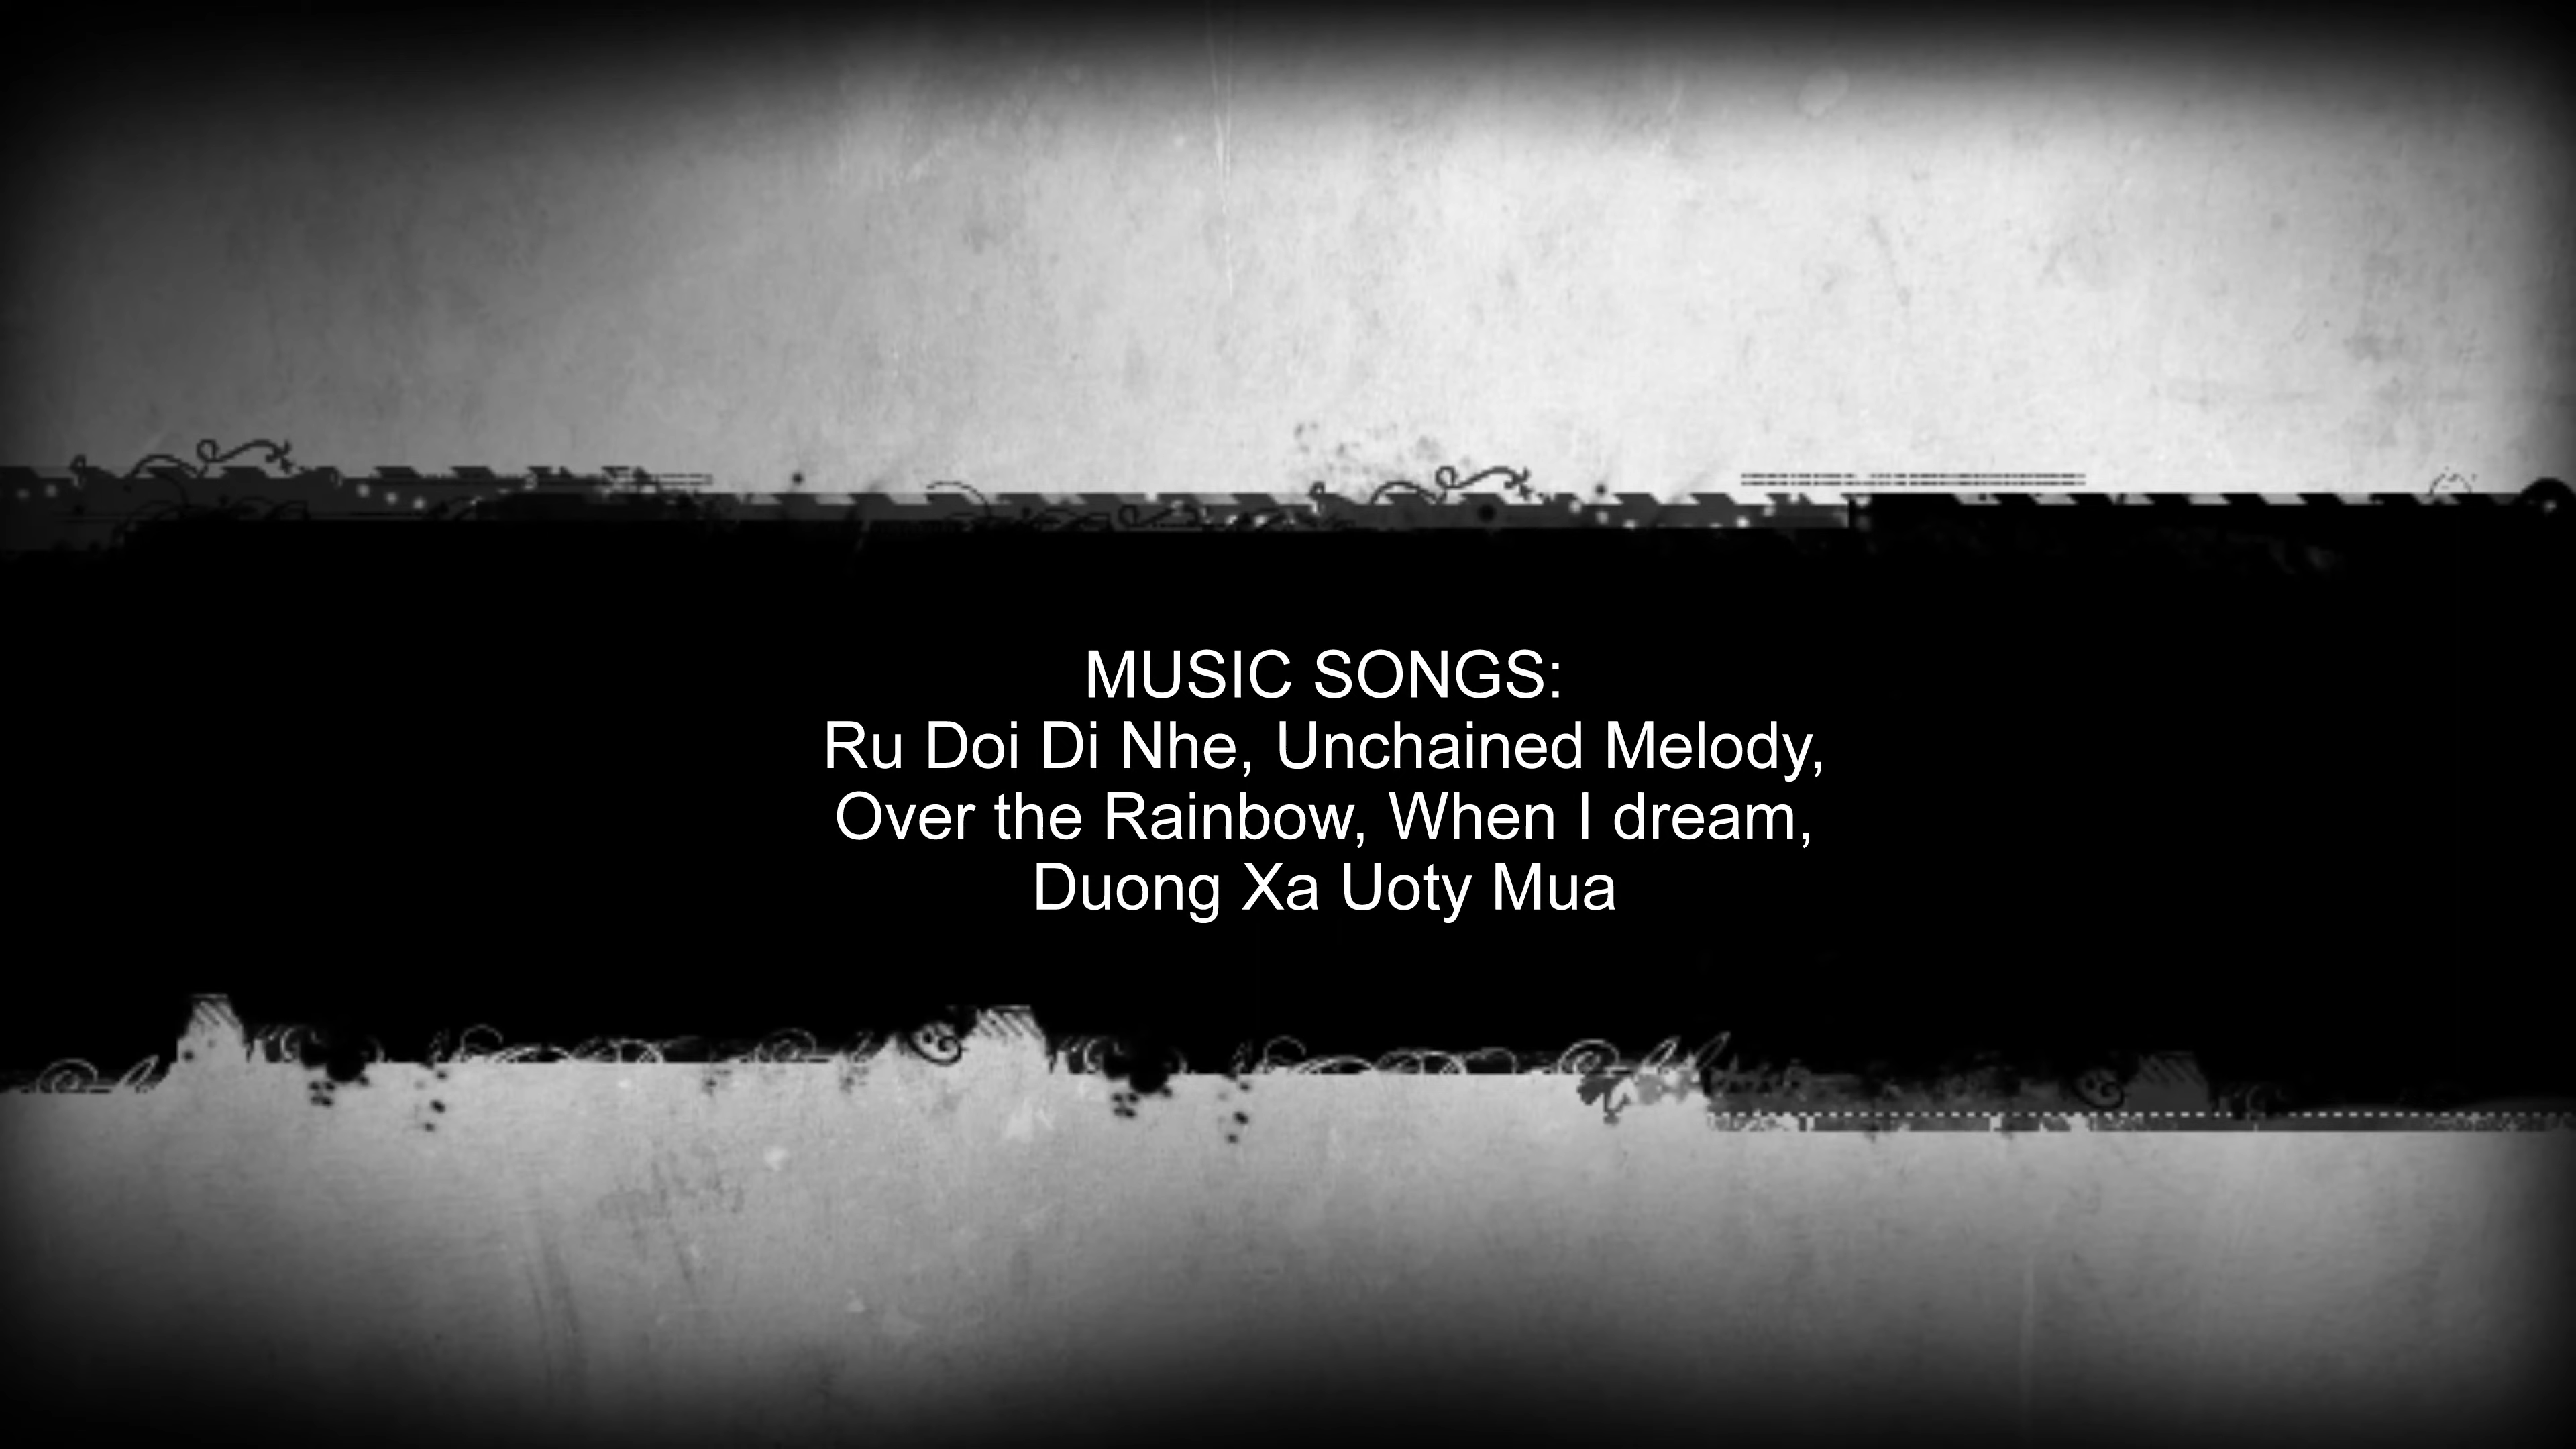 MUSIC SONGS:
Ru Doi Di Nhe, Unchained Melody,
Over the Rainbow, When I dream,
Duong Xa Uoty Mua